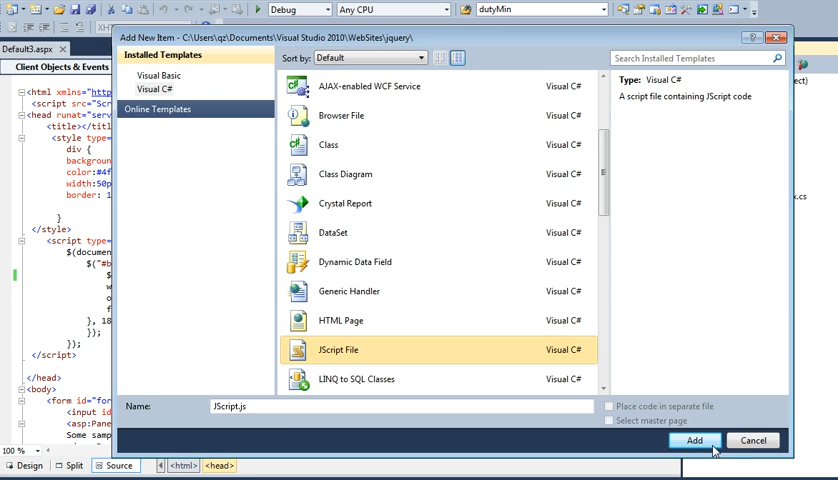 Debug
Any CPU
dutyMin
Add New Item - C:\Users\qz\Documents\Visual Studio 2010\WebSites\jquery\
Default3.aspx
Client Objects & Events
Installed Templates
Visual Basic
Visual C#
Online Templates
Sort by: Default
Search Installed Templates
AJAX-enabled WCF Service Visual C#
Browser File Visual C#
Class Visual C#
Class Diagram Visual C#
Crystal Report Visual C#
DataSet Visual C#
Dynamic Data Field Visual C#
Generic Handler Visual C#
HTML Page Visual C#
JScript File Visual C#
LINQ to SQL Classes Visual C#
Type: Visual C#
A script file containing JScript code
Name: JScript.js
Place code in separate file
Select master page
Add Cancel
<html xmlns="http
<script src="Scr
<head runat="serv
<title></titl
<style type=
div {
backgroun
color:#4f
width:50p
border: 1
}
</style>
<script type=
$(documen
$("#b
$
w
o
f
}, 18
});
});
</script>
</head>
<body>
<form id="for
<input id
<asp:Pane
Some samp
.cs
100 %
Design Split Source <html> <head>